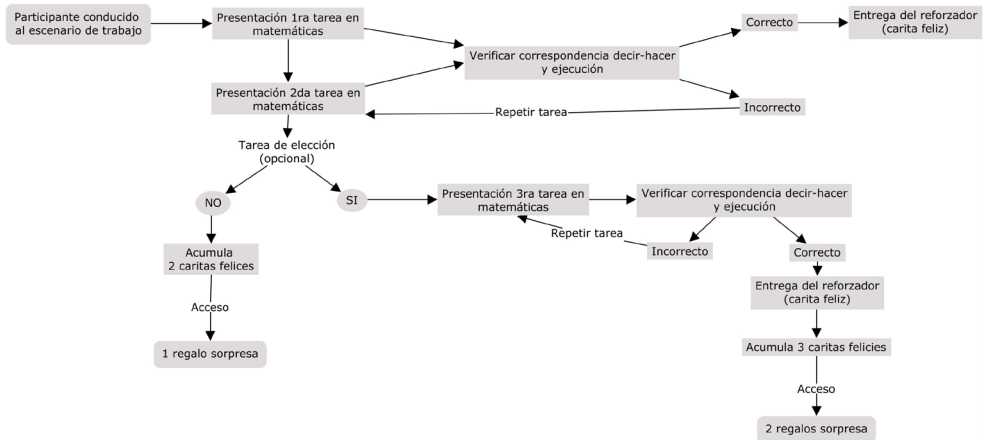 Participante conducido
al escenario de trabajo
Presentación 1ra tarea en
matemáticas
Correcto
Entrega del reforzador
(carita feliz)
Verificar correspondencia decir-hacer
y ejecución
Presentación 2da tarea en
matemáticas
Repetir tarea
Incorrecto
Tarea de elección
(opcional)
NO
SI
Presentación 3ra tarea en
matemáticas
Verificar correspondencia decir-hacer
y ejecución
Repetir tarea
Incorrecto
Correcto
Acumula
2 caritas felices
Acceso
1 regalo sorpresa
Entrega del reforzador
(carita feliz)
Acumula 3 caritas felicies
Acceso
2 regalos sorpresa